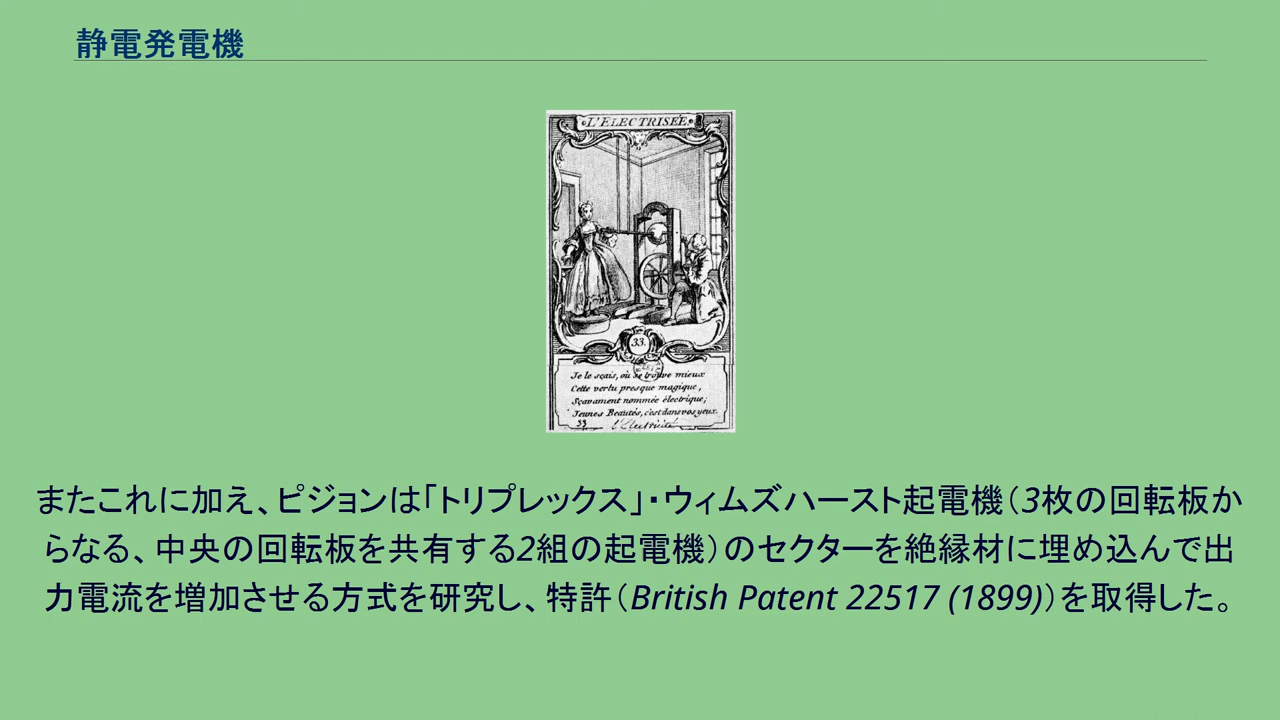 静電発電機
L'ELECTRISÉE
33.
Je le sçais, où se trouve mieux
Cette vertu presque magique,
Sçavament nommée électrique;
Jeunes Beautés, c'est dans vos yeux.
33
l'Electricité
またこれに加え、ピジョンは「トリプレックス」・ウィムズハースト起電機（3枚の回転板か
らなる、中央の回転板を共有する2組の起電機）のセクターを絶縁材に埋め込んで出
力電流を増加させる方式を研究し、特許（British Patent 22517 (1899)）を取得した。